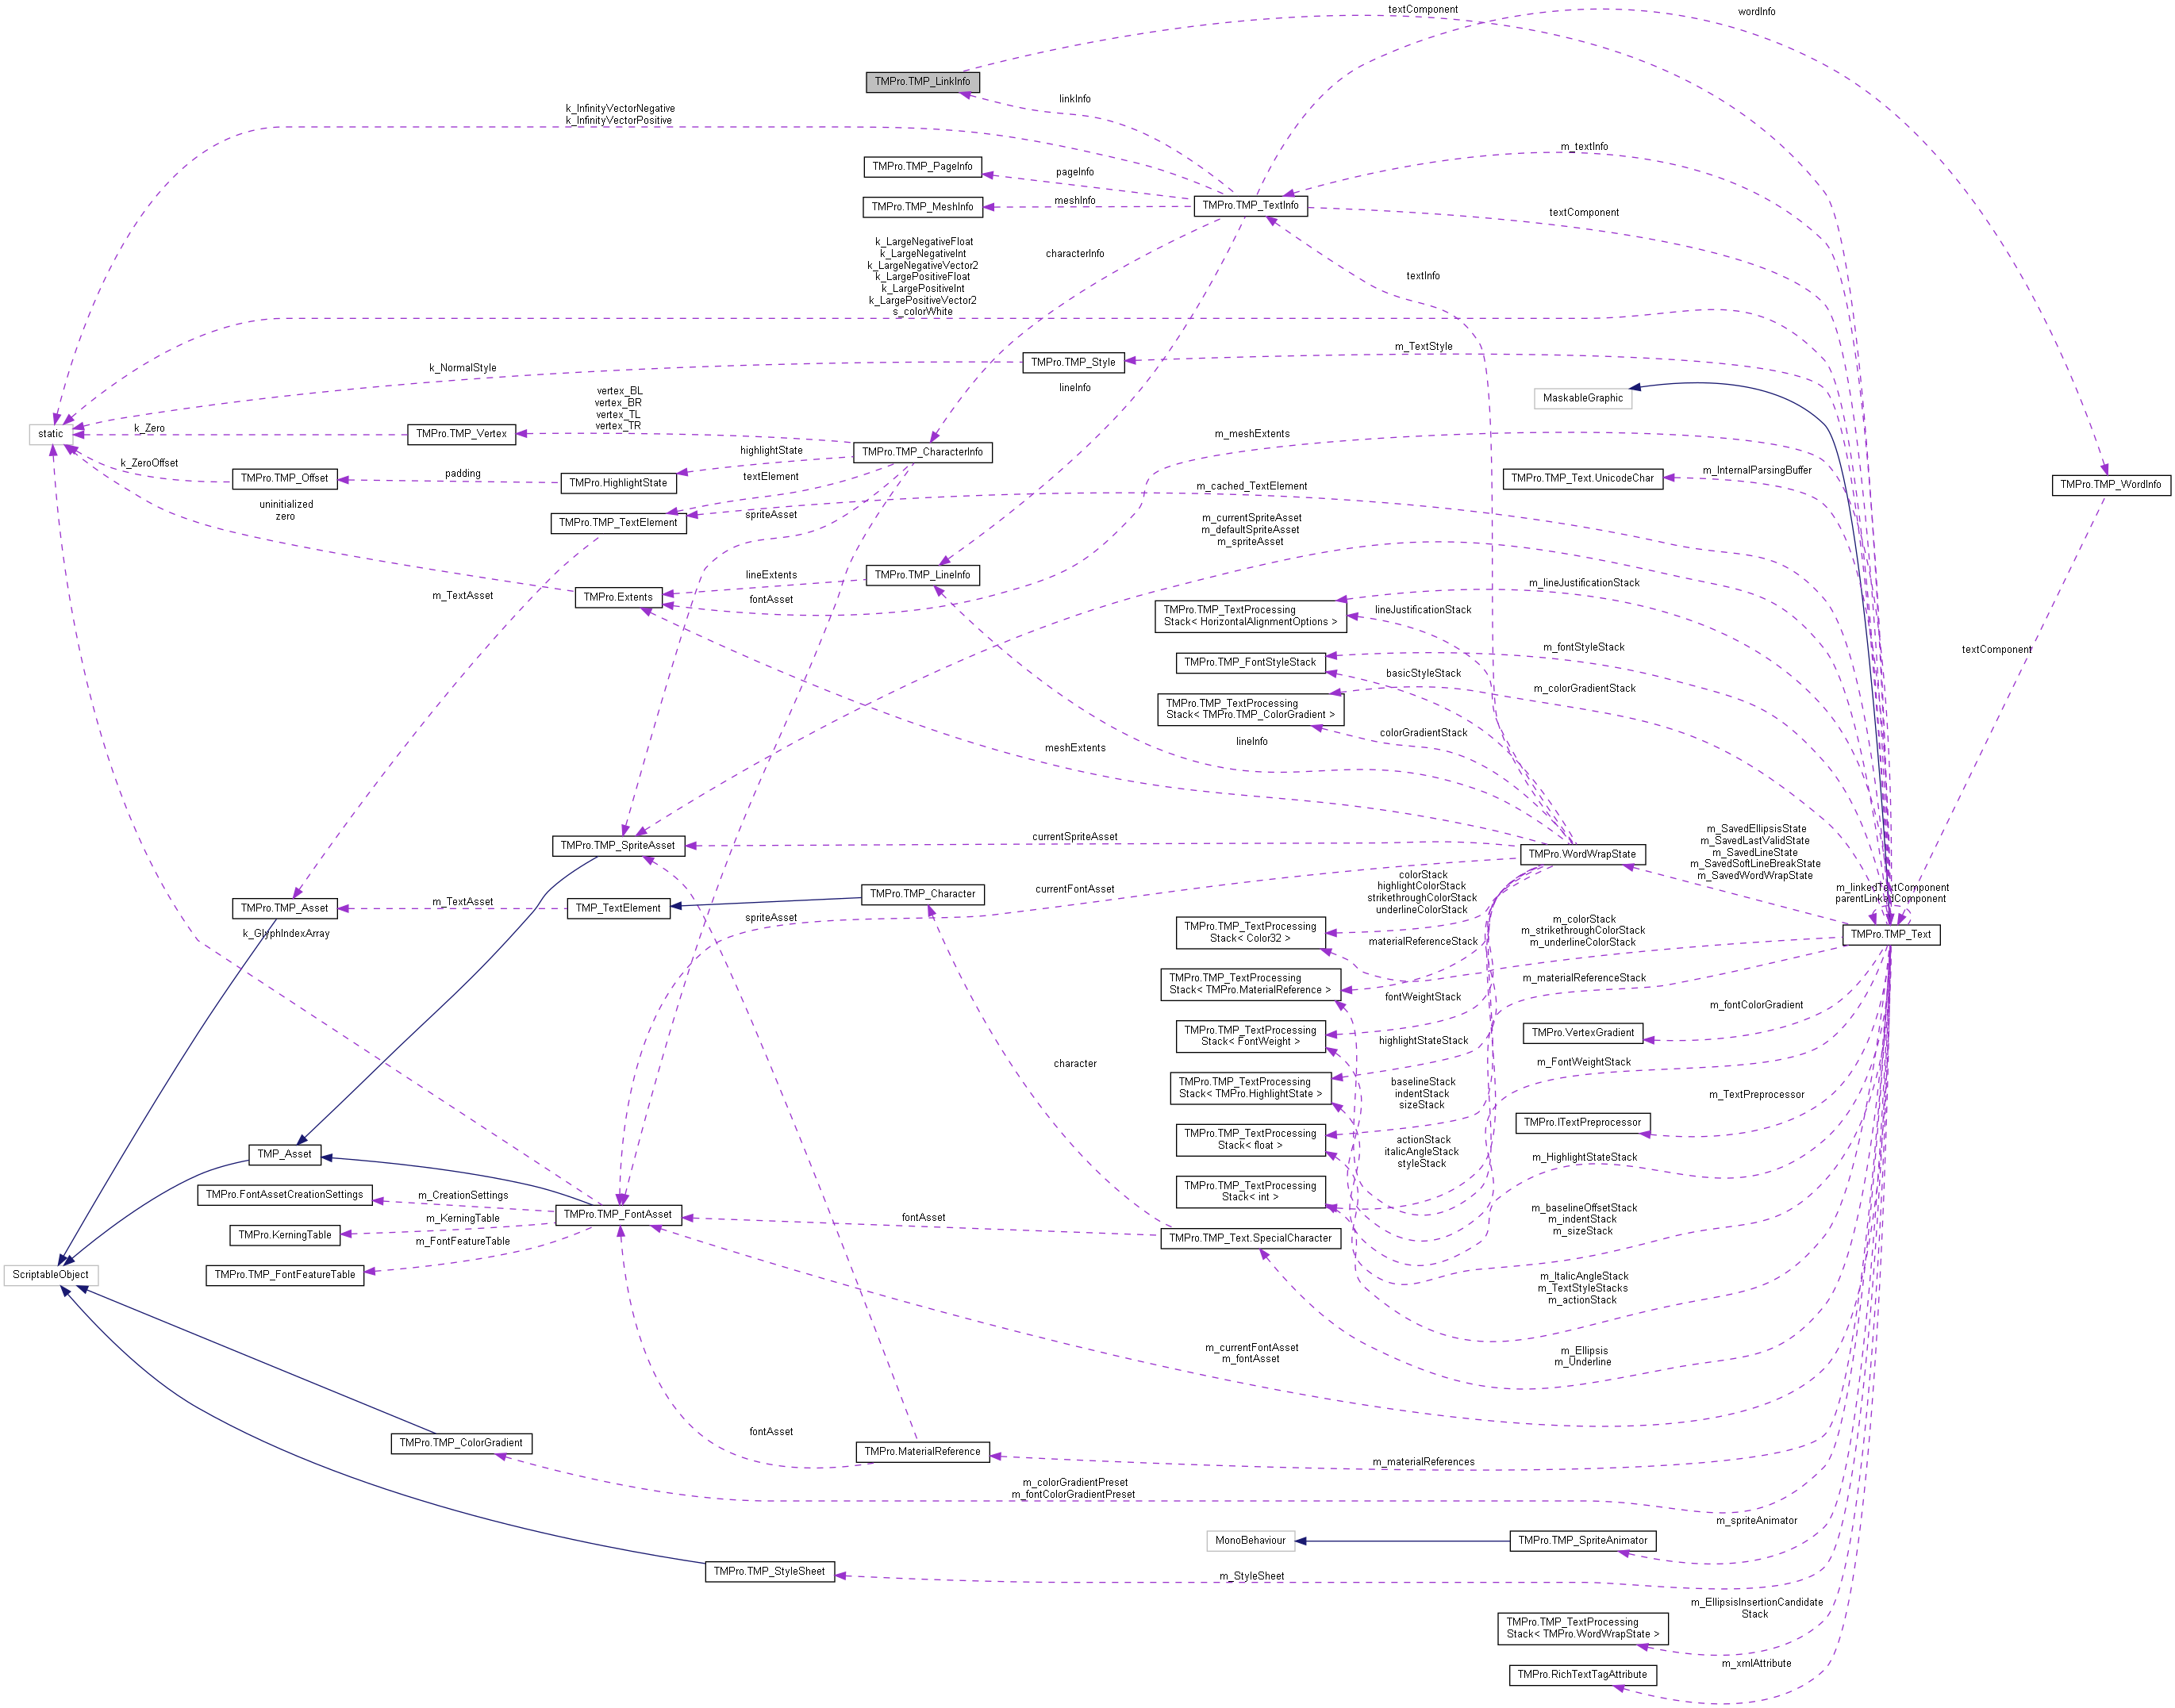 textComponent
wordInfo
TMPro.TMP_LinkInfo
linkInfo
k_InfinityVectorNegative
k_InfinityVectorPositive
m_textInfo
TMPro.TMP_PageInfo
pageInfo
TMPro.TMP_MeshInfo
meshInfo
TMPro.TMP_TextInfo
textComponent
k_LargeNegativeFloat
k_LargeNegativeInt
k_LargeNegativeVector2
k_LargePositiveFloat
k_LargePositiveInt
k_LargePositiveVector2
s_colorWhite
characterInfo
textInfo
TMPro.TMP_Style
m_TextStyle
k_NormalStyle
lineInfo
vertex_BL
vertex_BR
vertex_TL
vertex_TR
MaskableGraphic
static
k_Zero
TMPro.TMP_Vertex
m_meshExtents
TMPro.TMP_CharacterInfo
highlightState
k_ZeroOffset
TMPro.TMP_Offset
padding
TMPro.HighlightState
textElement
m_InternalParsingBuffer
TMPro.TMP_Text.UnicodeChar
TMPro.TMP_WordInfo
m_cached_TextElement
uninitialized
zero
TMPro.TMP_TextElement
spriteAsset
m_currentSpriteAsset
m_defaultSpriteAsset
m_spriteAsset
TMPro.TMP_LineInfo
lineExtents
m_TextAsset
TMPro.Extents
fontAsset
m_lineJustificationStack
TMPro.TMP_TextProcessing
Stack< HorizontalAlignmentOptions >
lineJustificationStack
m_fontStyleStack
textComponent
TMPro.TMP_FontStyleStack
basicStyleStack
m_colorGradientStack
TMPro.TMP_TextProcessing
Stack< TMPro.TMP_ColorGradient >
colorGradientStack
meshExtents
lineInfo
currentSpriteAsset
TMPro.TMP_SpriteAsset
TMPro.WordWrapState
m_SavedEllipsisState
m_SavedLastValidState
m_SavedLineState
m_SavedSoftLineBreakState
m_SavedWordWrapState
m_linkedTextComponent
parentLinkedComponent
currentFontAsset
colorStack
highlightColorStack
strikethroughColorStack
underlineColorStack
TMPro.TMP_Asset
m_TextAsset
TMP_TextElement
TMPro.TMP_Character
spriteAsset
k_GlyphIndexArray
TMPro.TMP_TextProcessing
Stack< Color32 >
m_colorStack
m_strikethroughColorStack
m_underlineColorStack
TMPro.TMP_Text
materialReferenceStack
TMPro.TMP_TextProcessing
Stack< TMPro.MaterialReference >
m_materialReferenceStack
fontWeightStack
m_fontColorGradient
TMPro.TMP_TextProcessing
Stack< FontWeight >
TMPro.VertexGradient
highlightStateStack
m_FontWeightStack
character
TMPro.TMP_TextProcessing
Stack< TMPro.HighlightState >
baselineStack
indentStack
sizeStack
m_TextPreprocessor
TMPro.ITextPreprocessor
TMPro.TMP_TextProcessing
Stack< float >
actionStack
italicAngleStack
styleStack
m_HighlightStateStack
TMP_Asset
TMPro.FontAssetCreationSettings
m_CreationSettings
TMPro.TMP_TextProcessing
Stack< int >
TMPro.TMP_FontAsset
fontAsset
m_baselineOffsetStack
m_indentStack
m_sizeStack
TMPro.KerningTable
m_KerningTable
m_FontFeatureTable
TMPro.TMP_Text.SpecialCharacter
ScriptableObject
TMPro.TMP_FontFeatureTable
m_ItalicAngleStack
m_TextStyleStacks
m_actionStack
m_currentFontAsset
m_fontAsset
m_Ellipsis
m_Underline
TMPro.TMP_ColorGradient
fontAsset
TMPro.MaterialReference
m_materialReferences
m_colorGradientPreset
m_fontColorGradientPreset
m_spriteAnimator
MonoBehaviour
TMPro.TMP_SpriteAnimator
TMPro.TMP_StyleSheet
m_StyleSheet
m_EllipsisInsertionCandidate
Stack
TMPro.TMP_TextProcessing
Stack< TMPro.WordWrapState >
m_xmlAttribute
TMPro.RichTextTagAttribute